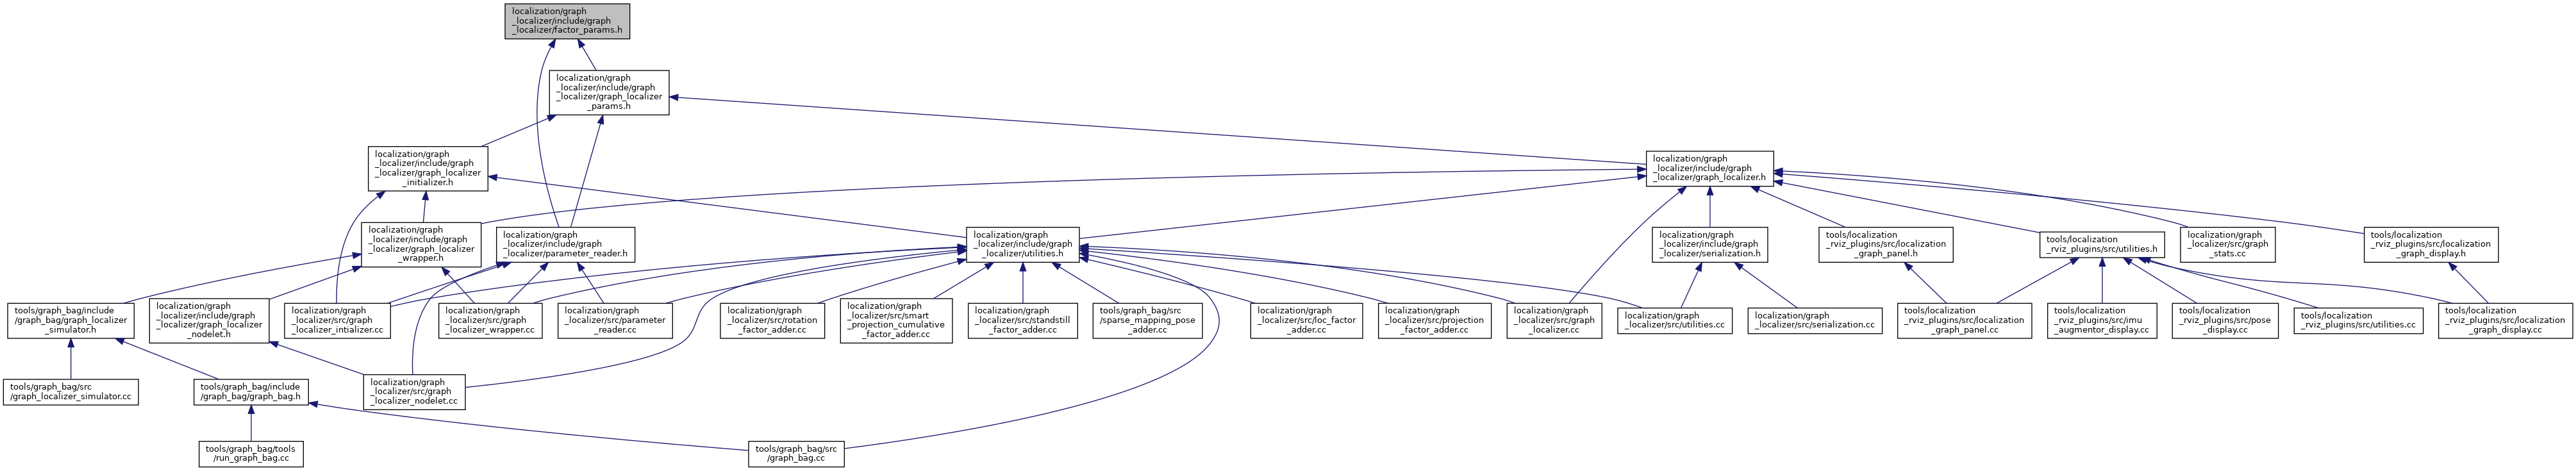 localization/graph
_localizer/include/graph
_localizer/factor_params.h
localization/graph
_localizer/include/graph
_localizer/graph_localizer
_params.h
localization/graph
_localizer/include/graph
_localizer/graph_localizer
_initializer.h
localization/graph
_localizer/include/graph
_localizer/graph_localizer.h
localization/graph
_localizer/include/graph
_localizer/graph_localizer
_wrapper.h
localization/graph
_localizer/include/graph
_localizer/parameter_reader.h
localization/graph
_localizer/include/graph
_localizer/utilities.h
localization/graph
_localizer/include/graph
_localizer/serialization.h
tools/localization
_rviz_plugins/src/localization
_graph_panel.h
tools/localization
_rviz_plugins/src/utilities.h
localization/graph
_localizer/src/graph
_stats.cc
tools/localization
_rviz_plugins/src/localization
_graph_display.h
tools/graph_bag/include
/graph_bag/graph_localizer
_simulator.h
localization/graph
_localizer/include/graph
_localizer/graph_localizer
_nodelet.h
localization/graph
_localizer/src/graph
_localizer_intializer.cc
localization/graph
_localizer/src/graph
_localizer_wrapper.cc
localization/graph
_localizer/src/parameter
_reader.cc
localization/graph
_localizer/src/rotation
_factor_adder.cc
localization/graph
_localizer/src/smart
_projection_cumulative
_factor_adder.cc
localization/graph
_localizer/src/standstill
_factor_adder.cc
tools/graph_bag/src
/sparse_mapping_pose
_adder.cc
localization/graph
_localizer/src/loc_factor
_adder.cc
localization/graph
_localizer/src/projection
_factor_adder.cc
localization/graph
_localizer/src/graph
_localizer.cc
localization/graph
_localizer/src/utilities.cc
localization/graph
_localizer/src/serialization.cc
tools/localization
_rviz_plugins/src/localization
_graph_panel.cc
tools/localization
_rviz_plugins/src/imu
_augmentor_display.cc
tools/localization
_rviz_plugins/src/pose
_display.cc
tools/localization
_rviz_plugins/src/utilities.cc
tools/localization
_rviz_plugins/src/localization
_graph_display.cc
tools/graph_bag/src
/graph_localizer_simulator.cc
tools/graph_bag/include
/graph_bag/graph_bag.h
localization/graph
_localizer/src/graph
_localizer_nodelet.cc
tools/graph_bag/tools
/run_graph_bag.cc
tools/graph_bag/src
/graph_bag.cc